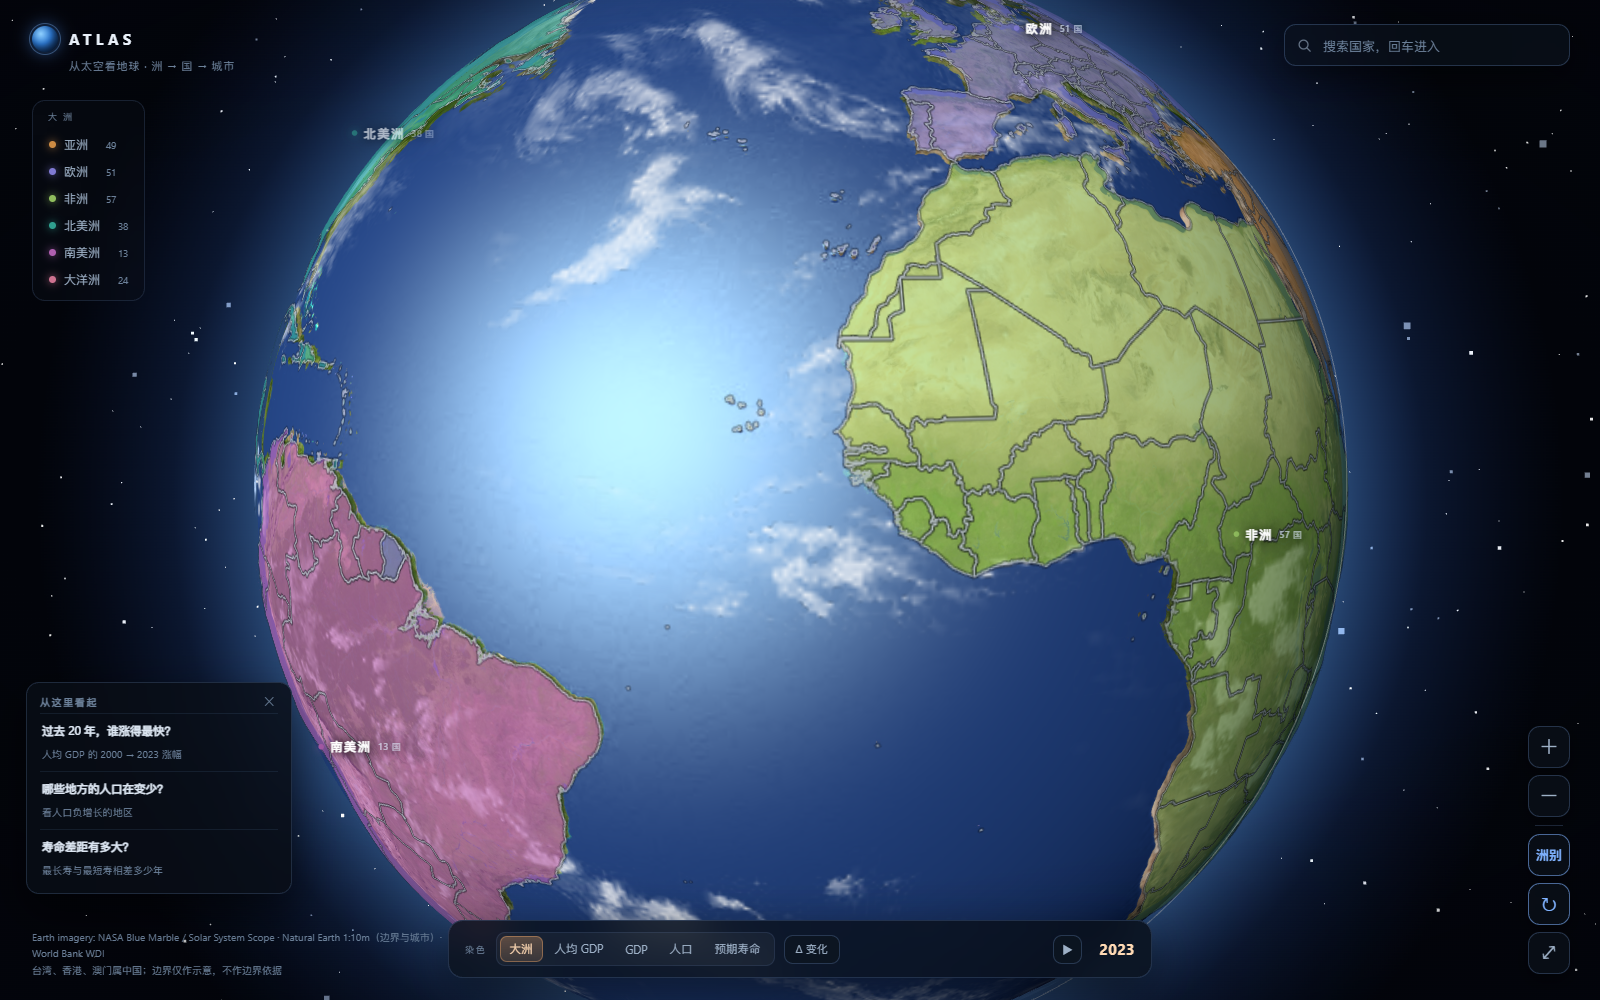 ATLAS
从太空看地球 · 洲 → 国 → 城市
搜索国家，回车进入
大 洲
亚洲 49
欧洲 51
非洲 57
北美洲 38
南美洲 13
大洋洲 24
欧洲 51 国
北美洲 38 国
非洲 57 国
南美洲 13 国
从这里看起
过去 20 年，谁涨得最快?
人均 GDP 的 2000 → 2023 涨幅
哪些地方的人口在变少?
看人口负增长的地区
寿命差距有多大?
最长寿与最短寿相差多少年
洲别
Earth imagery: NASA Blue Marble / Solar System Scope · Natural Earth 1:10m（边界与城市） ·
World Bank WDI
台湾、香港、澳门属中国；边界仅作示意，不作边界依据
染色 大洲 人均 GDP GDP 人口 预期寿命 Δ 变化 2023